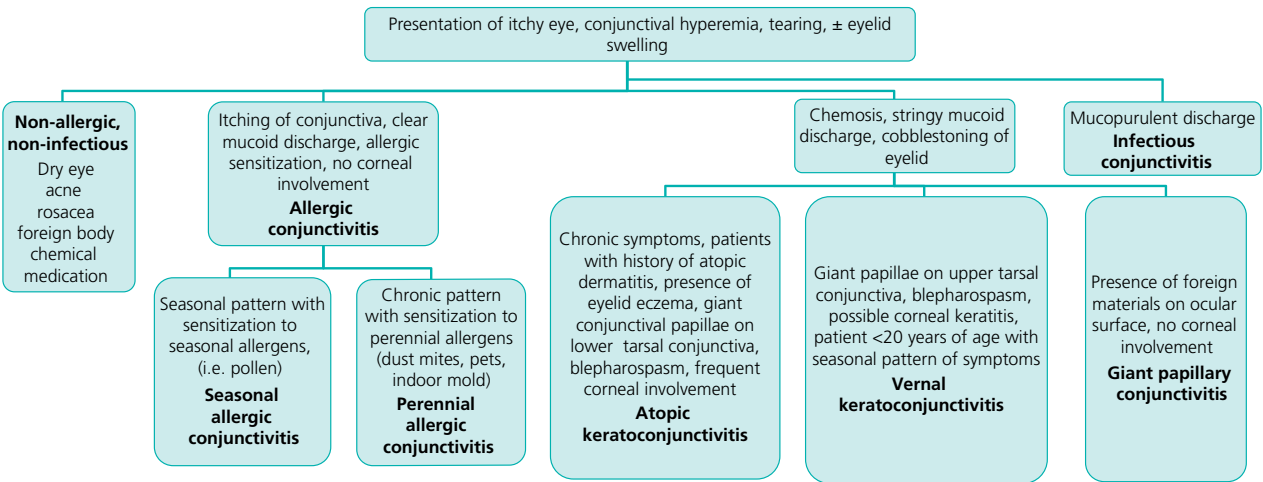 Presentation of itchy eye, conjunctival hyperemia, tearing, ± eyelid
swelling
Non-allergic,
non-infectious
Dry eye
acne
rosacea
foreign body
chemical
medication
Itching of conjunctiva, clear
mucoid discharge, allergic
sensitization, no corneal
involvement
Allergic
conjunctivitis
Chemosis, stringy mucoid
discharge, cobblestoning of
eyelid
Mucopurulent discharge
Infectious
conjunctivitis
Seasonal pattern with
sensitization to
seasonal allergens,
(i.e. pollen)
Seasonal
allergic
conjunctivitis
Chronic pattern
with sensitization to
perennial allergens
(dust mites, pets,
indoor mold)
Perennial
allergic
conjunctivitis
Chronic symptoms, patients
with history of atopic
dermatitis, presence of
eyelid eczema, giant
conjunctival papillae on
lower tarsal conjunctiva,
blepharospasm, frequent
corneal involvement
Atopic
keratoconjunctivitis
Giant papillae on upper tarsal
conjunctiva, blepharospasm,
possible corneal keratitis,
patient <20 years of age with
seasonal pattern of symptoms
Vernal
keratoconjunctivitis
Presence of foreign
materials on ocular
surface, no corneal
involvement
Giant papillary
conjunctivitis